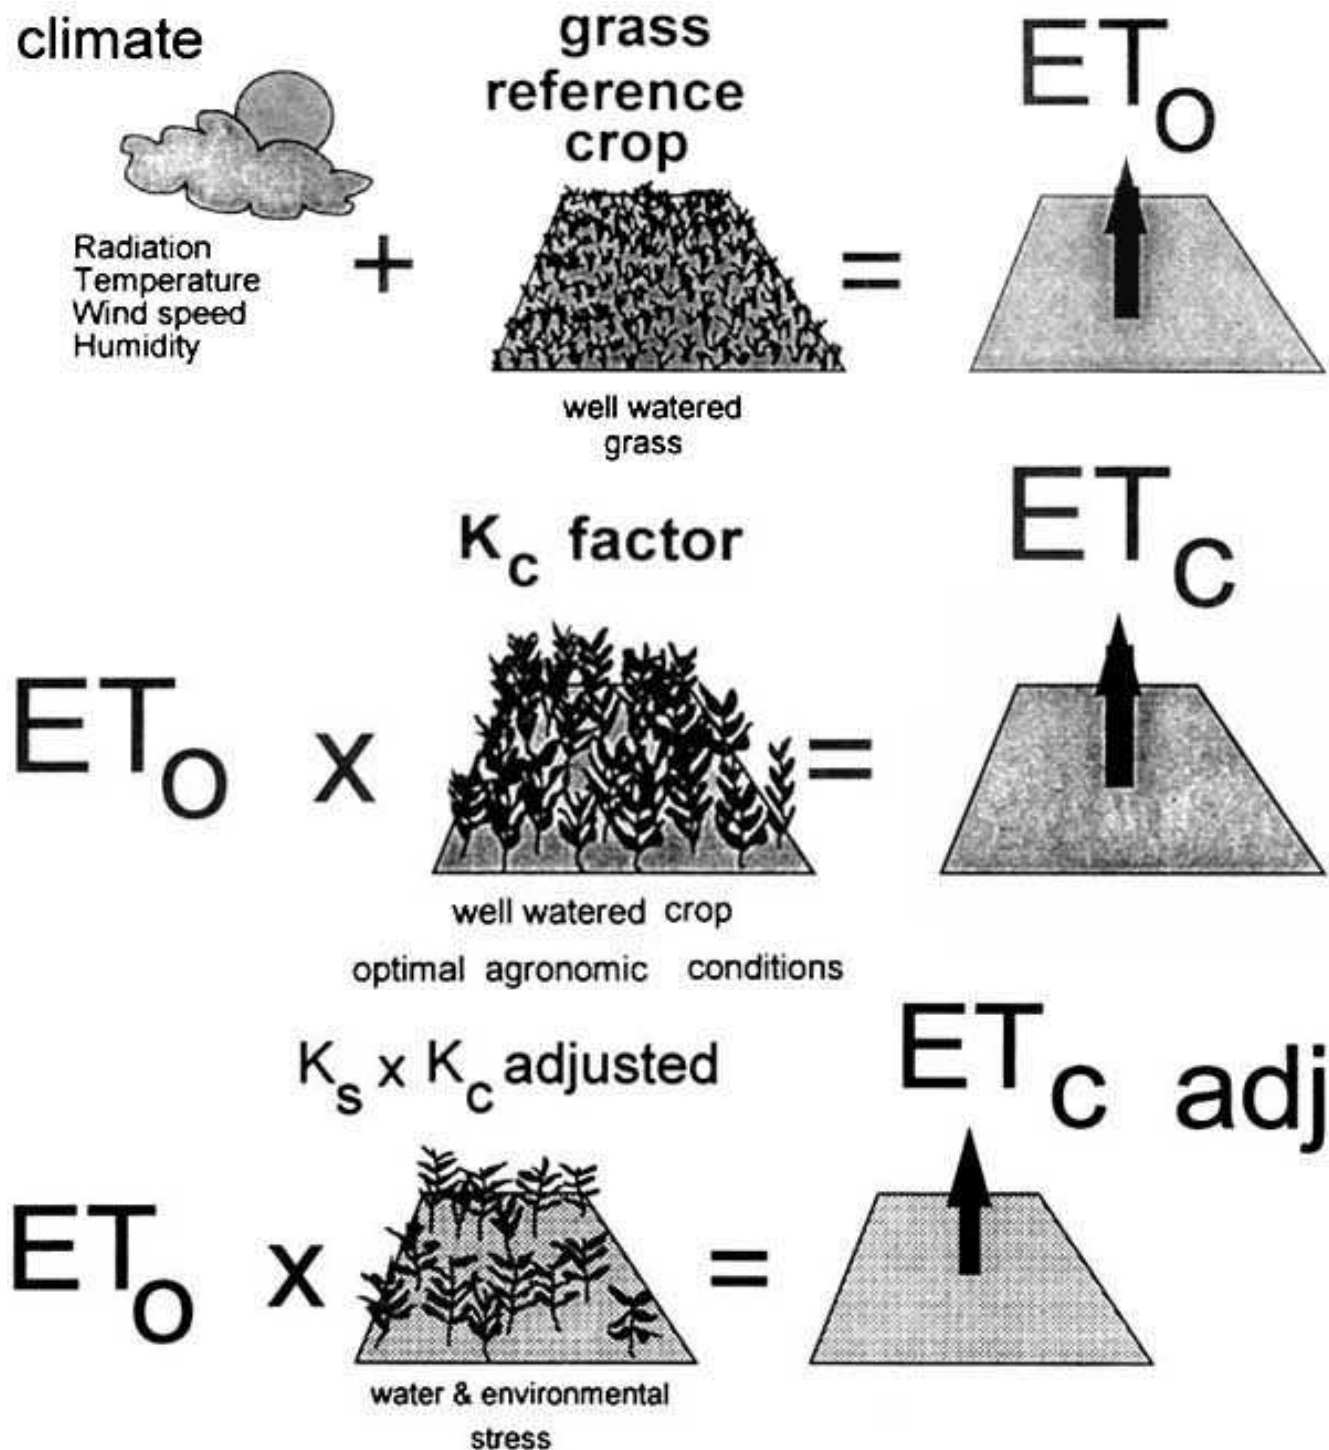 climate
grass
reference
crop
ETo
Radiation
Temperature
Wind speed
Humidity
+
=
well watered
grass
Kc factor
ETc
ETo x
=
well watered crop
optimal agronomic conditions
Ks x Kc adjusted
ETc adj
ETo x
=
water & environmental
stress